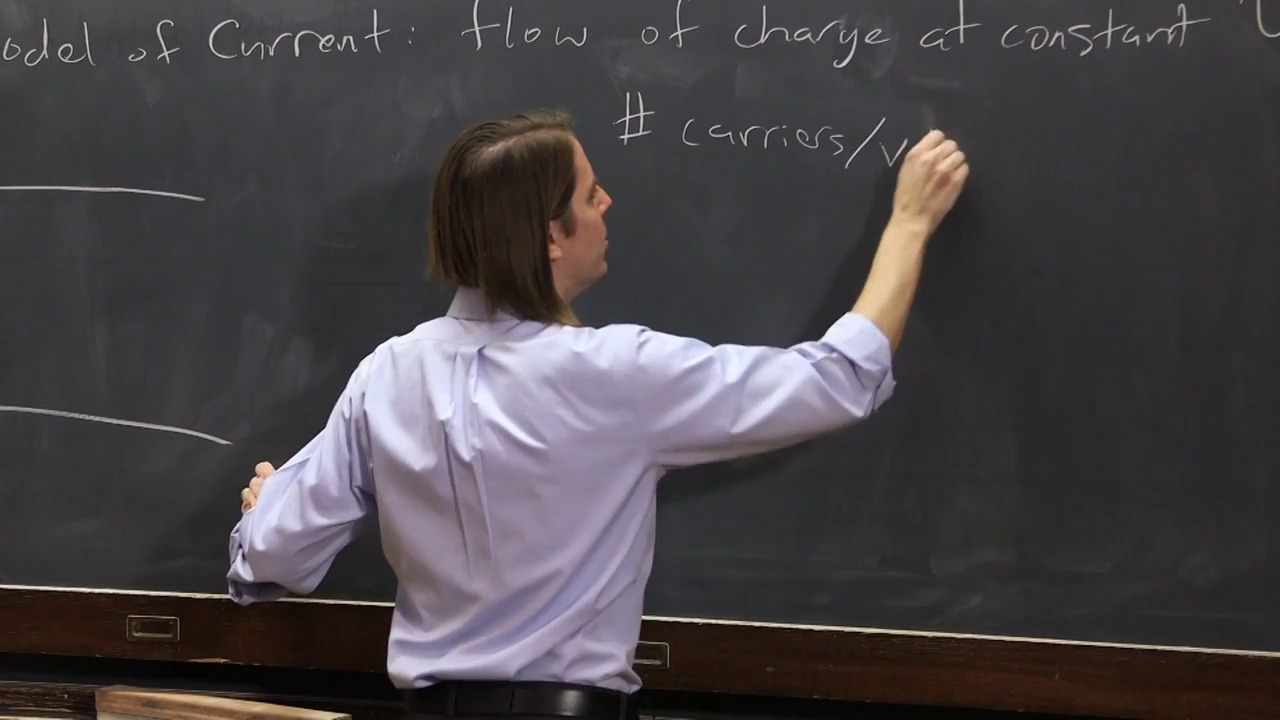 odel of Current: flow of charge at constant
# carriers/v